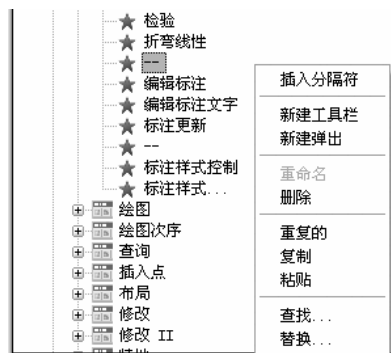 检验
折弯线性
--
编辑标注
编辑标注文字
标注更新
--
标注样式控制
标注样式...
绘图
绘图次序
查询
插入点
布局
修改
修改 II
插入分隔符
新建工具栏
新建弹出
重命名
删除
重复的
复制
粘贴
查找...
替换...